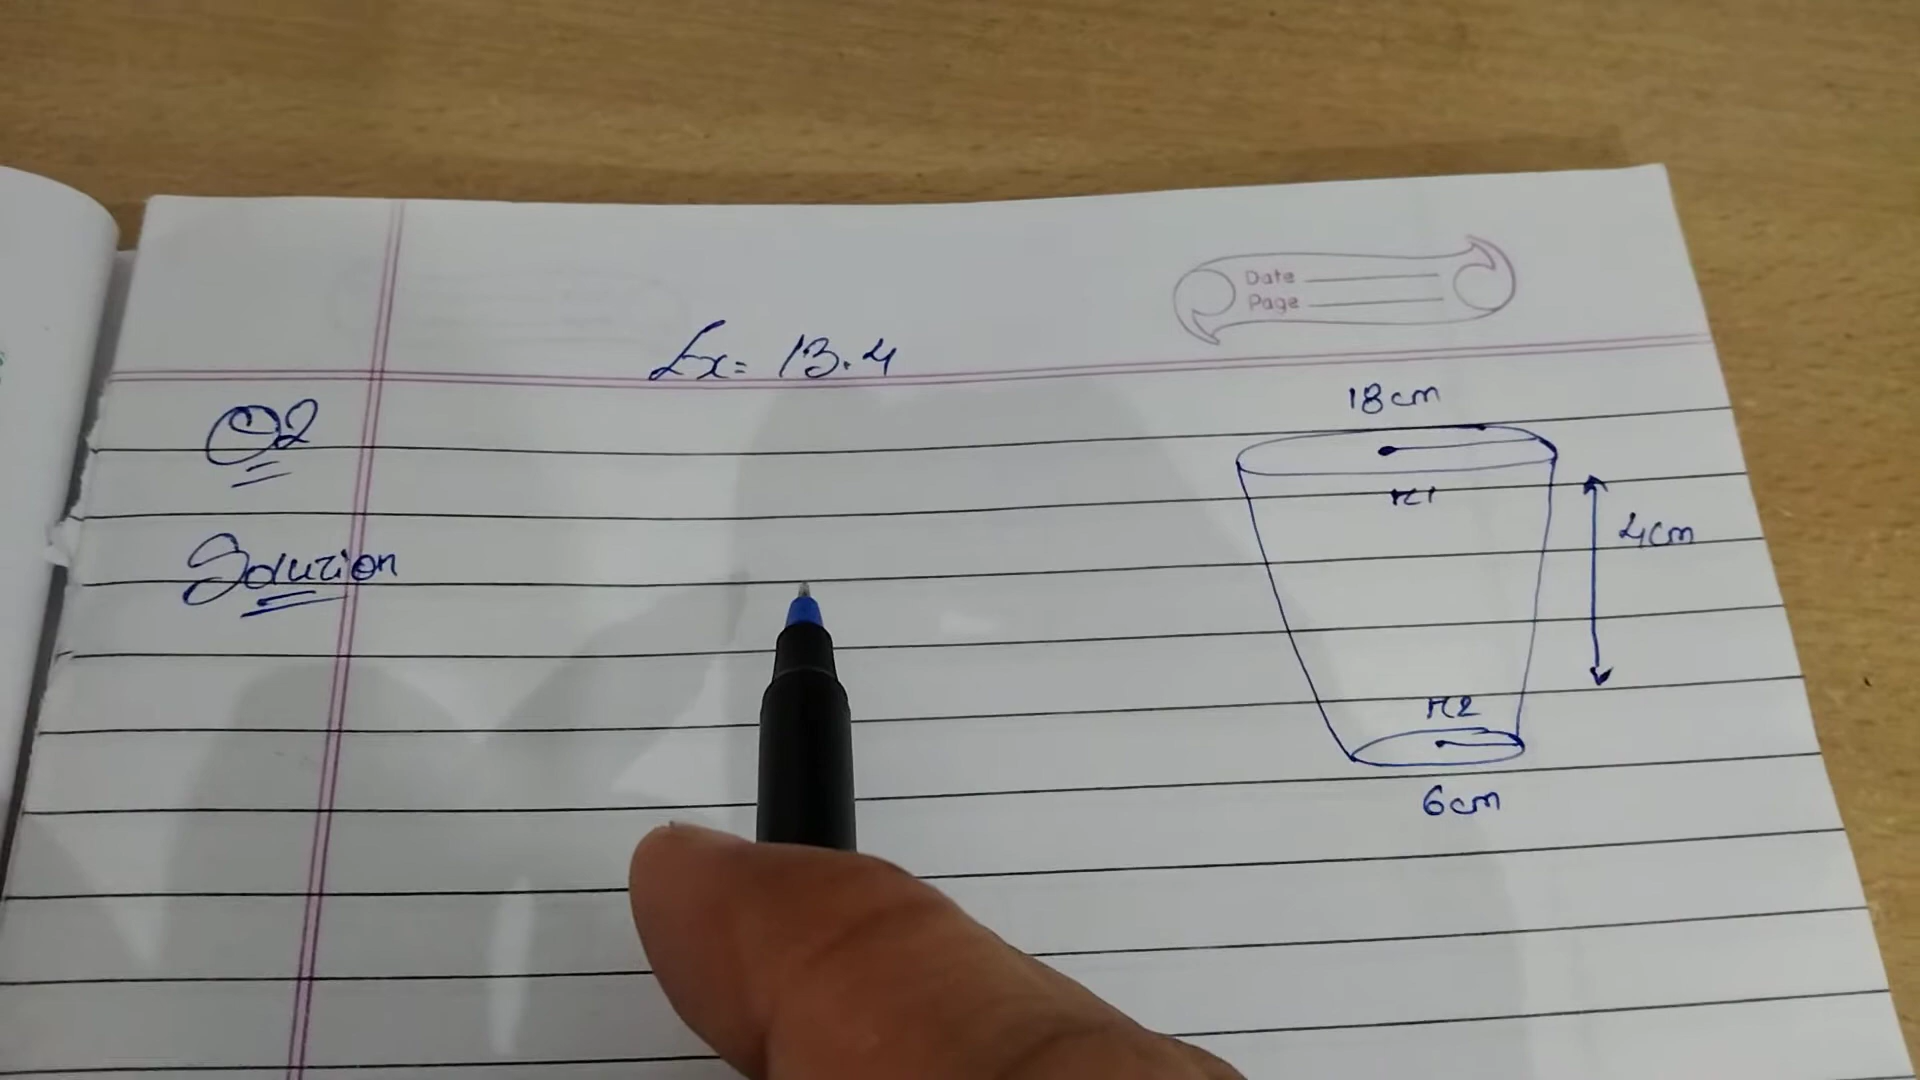 Date
Page
Ex= 13.4
Q2
18cm
r1
4cm
Solution
r2
6cm